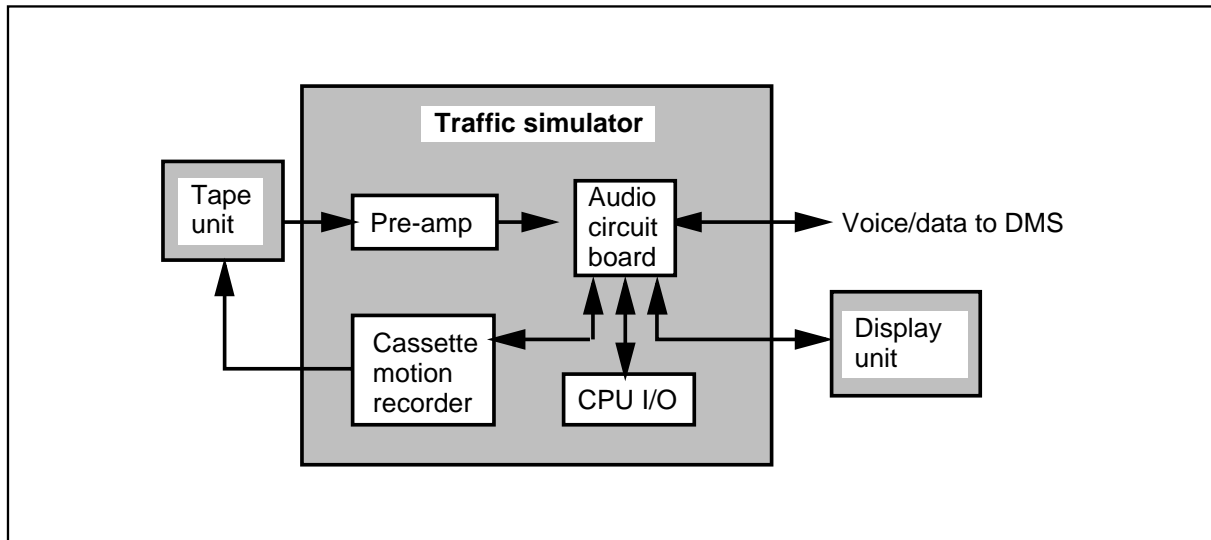 Traffic simulator
Tape
unit
Pre-amp
Audio
circuit
board
Voice/data to DMS
Cassette
motion
recorder
CPU I/O
Display
unit